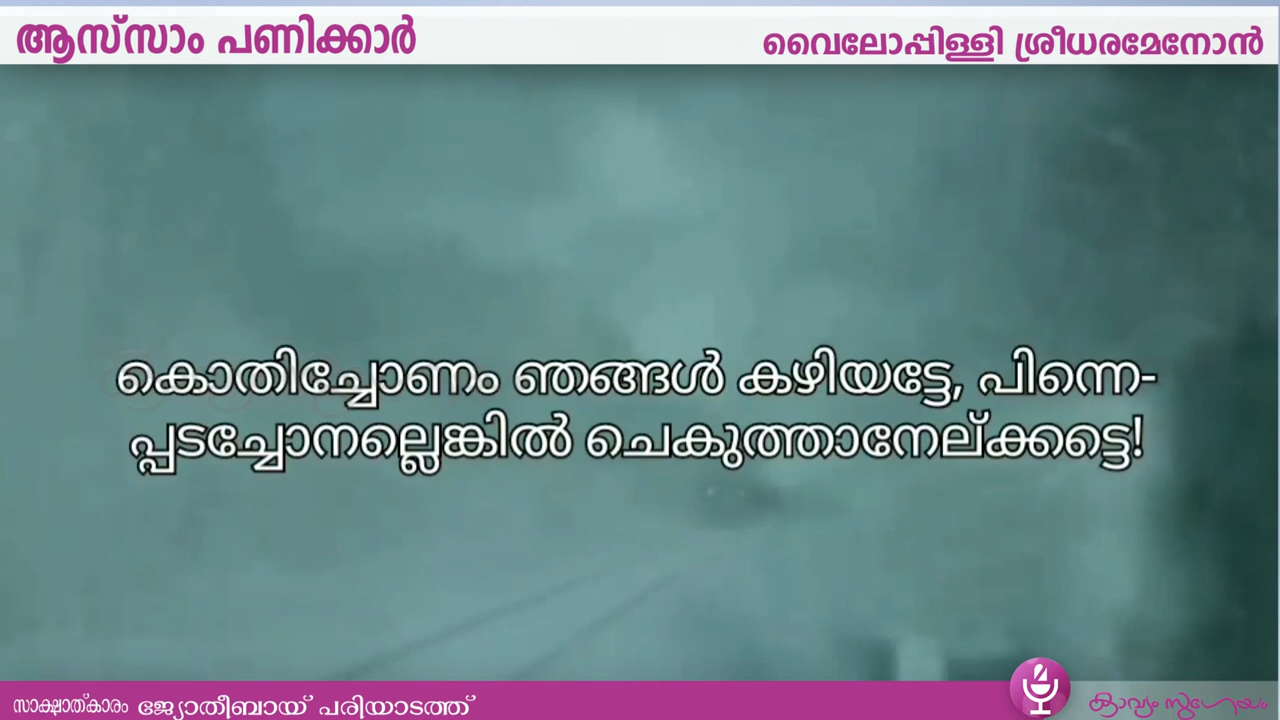 ആസ്സാം പണിക്കാർ
വൈലോപ്പിള്ളി ശ്രീധരമേനോൻ
കൊതിച്ചോണം ഞങ്ങൾ കഴിയട്ടേ, പിന്നെ-
പ്പടച്ചോനല്ലെങ്കിൽ ചെകുത്താനേല്ക്കട്ടെ!
സാക്ഷാത്കാരം ജ്യോതീബായ് പരിയാടത്ത്
കാവ്യം സുഗേയം